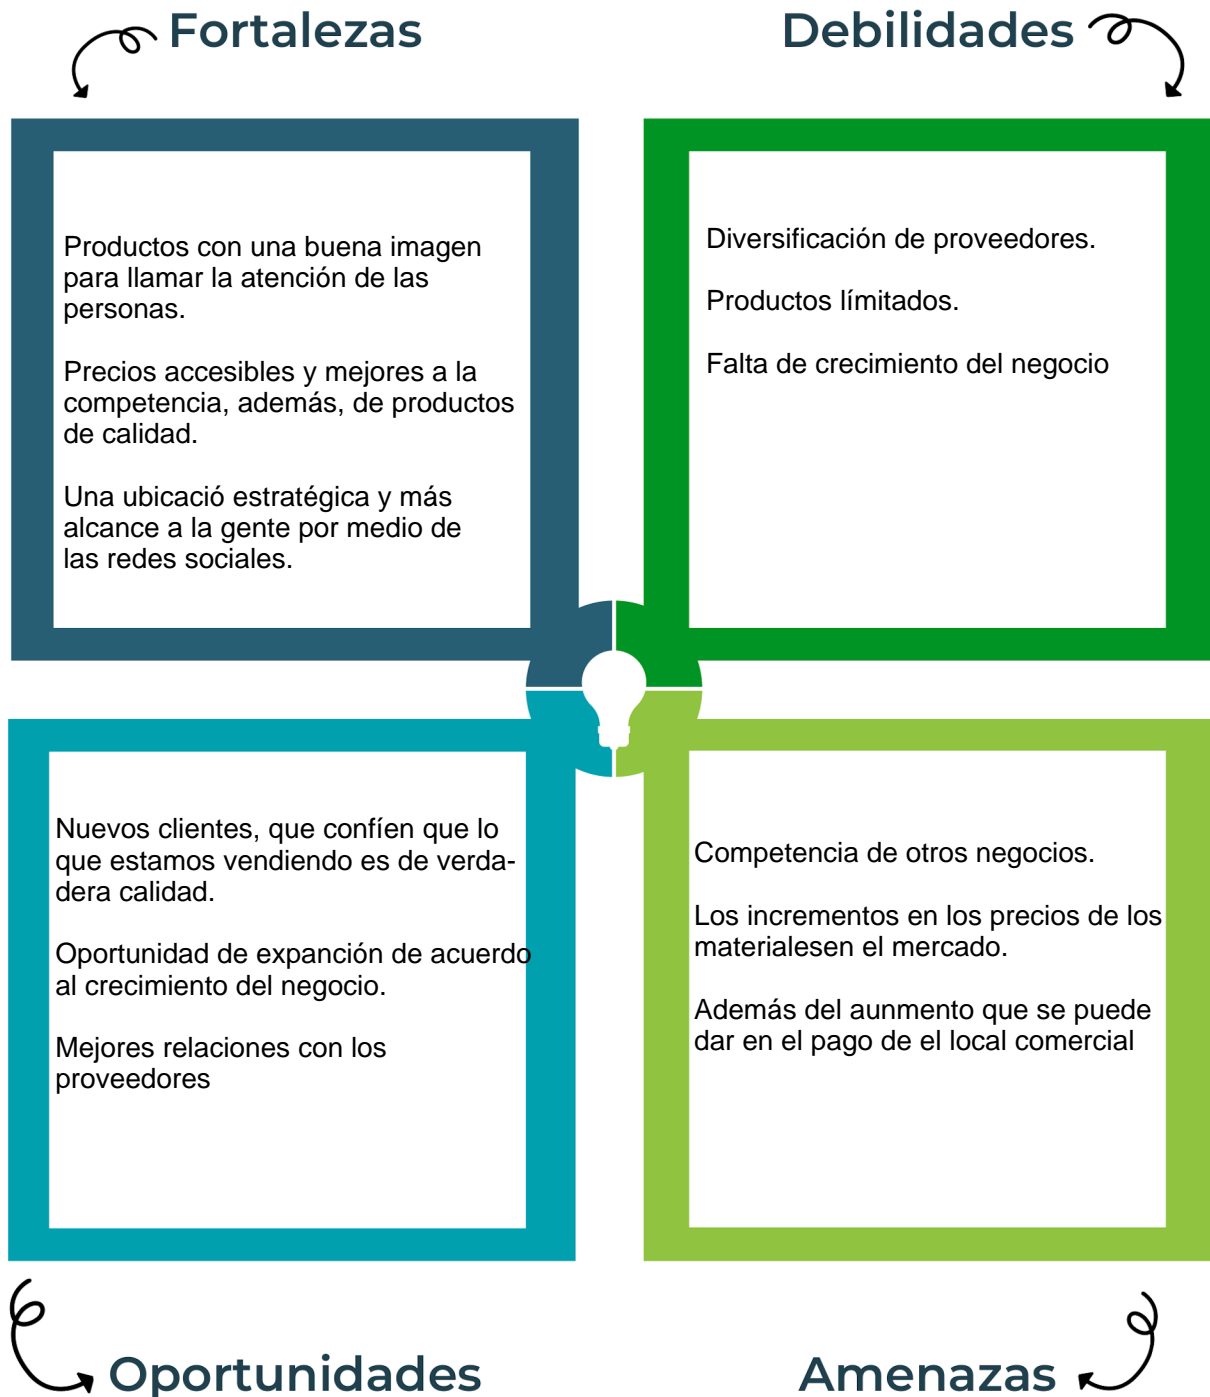 Fortalezas
Productos con una buena imagen
para llamar la atención de las
personas.
Precios accesibles y mejores a la
competencia, además, de productos
de calidad.
Una ubicació estratégica y más
alcance a la gente por medio de
las redes sociales.
Debilidades
Diversificación de proveedores.
Productos límitados.
Falta de crecimiento del negocio
Nuevos clientes, que confíen que lo
que estamos vendiendo es de verda-
dera calidad.
Oportunidad de expanción de acuerdo
al crecimiento del negocio.
Mejores relaciones con los
proveedores
Oportunidades
Competencia de otros negocios.
Los incrementos en los precios de los
materialesen el mercado.
Además del aunmento que se puede
dar en el pago de el local comercial
Amenazas